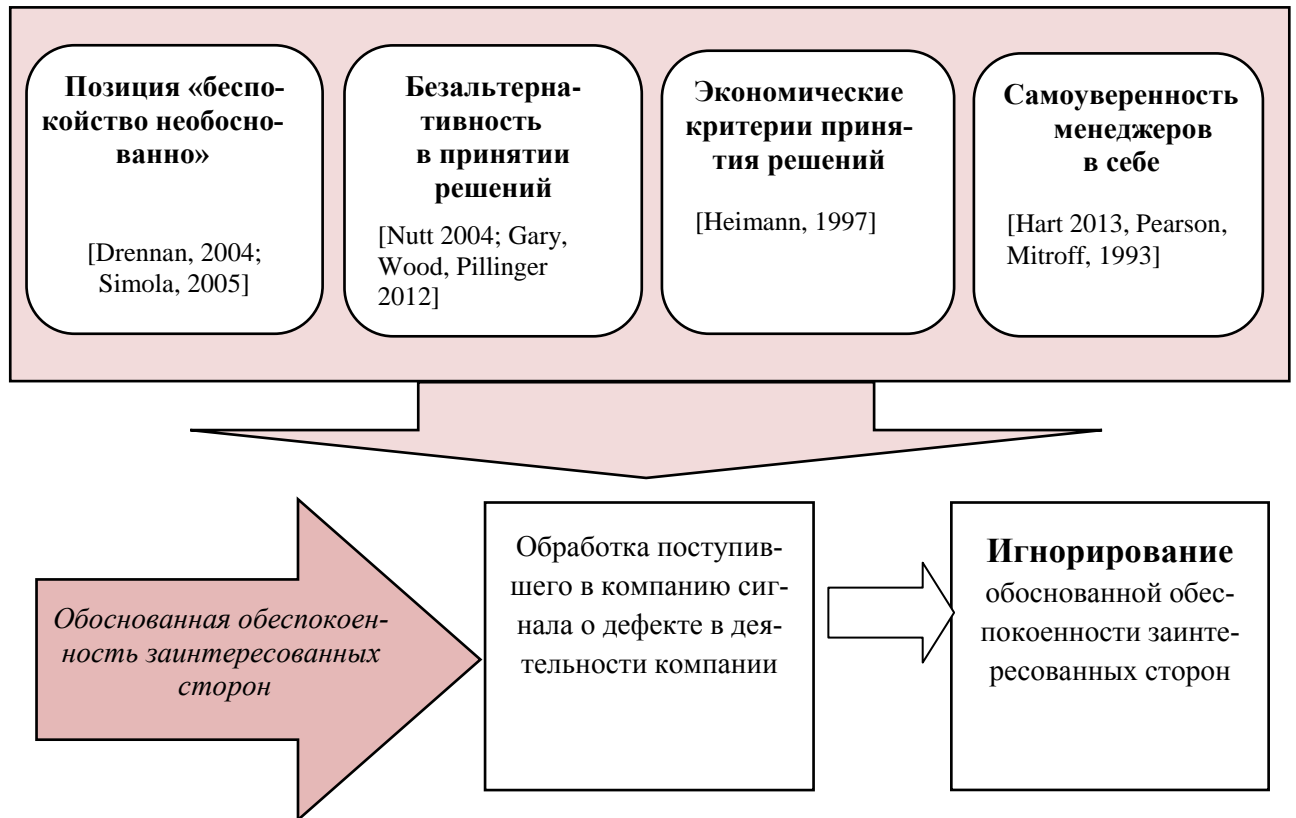 Позиция «беспо-
койство необосно-
ванно»
[Drennan, 2004;
Simola, 2005]
Безальтерна-
тивность
в принятии
решений
[Nutt 2004; Gary,
Wood, Pillinger
2012]
Экономические
критерии приня-
тия решений
[Heimann, 1997]
Самоуверенность
менеджеров
в себе
[Hart 2013, Pearson,
Mitroff, 1993]
Обоснованная обеспокоен-
ность заинтересованных
сторон
Обработка поступив-
шего в компанию сиг-
нала о дефекте в дея-
тельности компании
Игнорирование
обоснованной обес-
покоенности заинте-
ресованных сторон